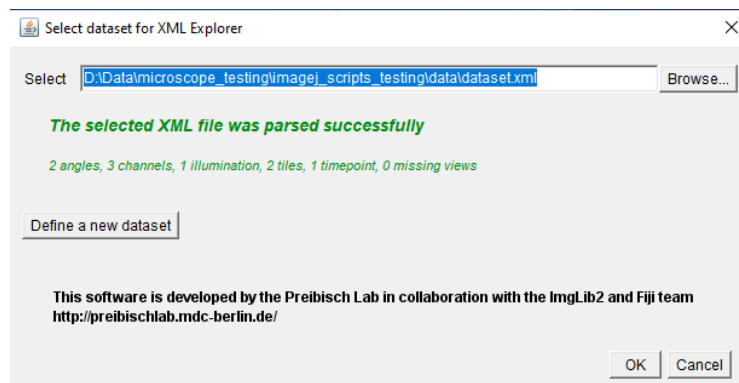 Select dataset for XML Explorer
Select D:\Data\microscope_testing\imagej_scripts_testing\data\dataset.xml Browse...
The selected XML file was parsed successfully
2 angles, 3 channels, 1 illumination, 2 tiles, 1 timepoint, 0 missing views
Define a new dataset
This software is developed by the Preibisch Lab in collaboration with the ImgLib2 and Fiji team
http://preibischlab.mdc-berlin.de/
OK Cancel